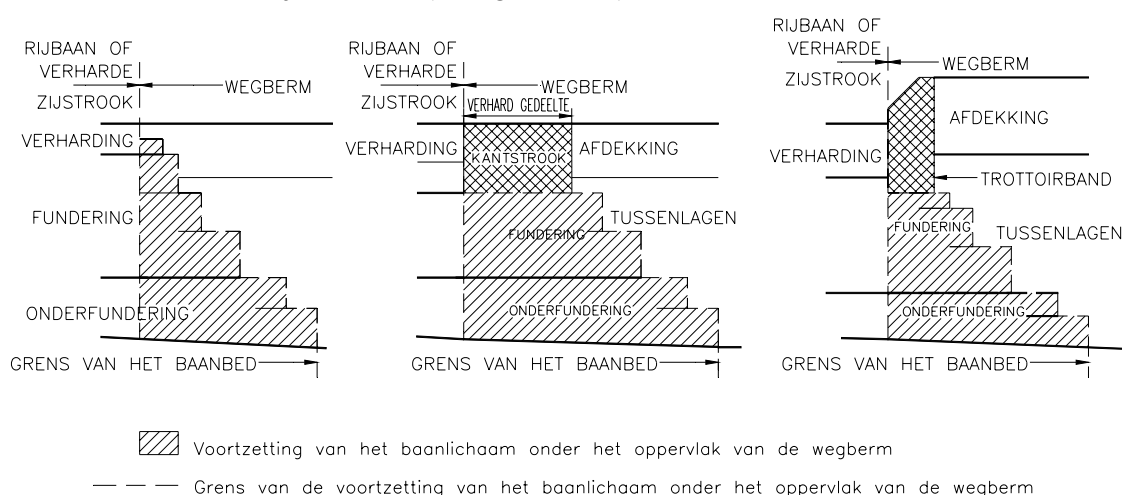 RIJBAAN OF
VERHARDE
ZIJSTROOK
WEGBERM
VERHARDING
FUNDERING
ONDERFUNDERING
GRENS VAN HET BAANBED
RIJBAAN OF
VERHARDE
ZIJSTROOK
WEGBERM
VERHARD GEDEELTE
VERHARDING
KANTSTROOK
AFDEKKING
TUSSENLAGEN
FUNDERING
ONDERFUNDERING
GRENS VAN HET BAANBED
RIJBAAN OF
VERHARDE
ZIJSTROOK
WEGBERM
AFDEKKING
VERHARDING
TROTTOIRBAND
FUNDERING
TUSSENLAGEN
ONDERFUNDERING
GRENS VAN HET BAANBED
Voortzetting van het baanlichaam onder het oppervlak van de wegberm
Grens van de voortzetting van het baanlichaam onder het oppervlak van de wegberm